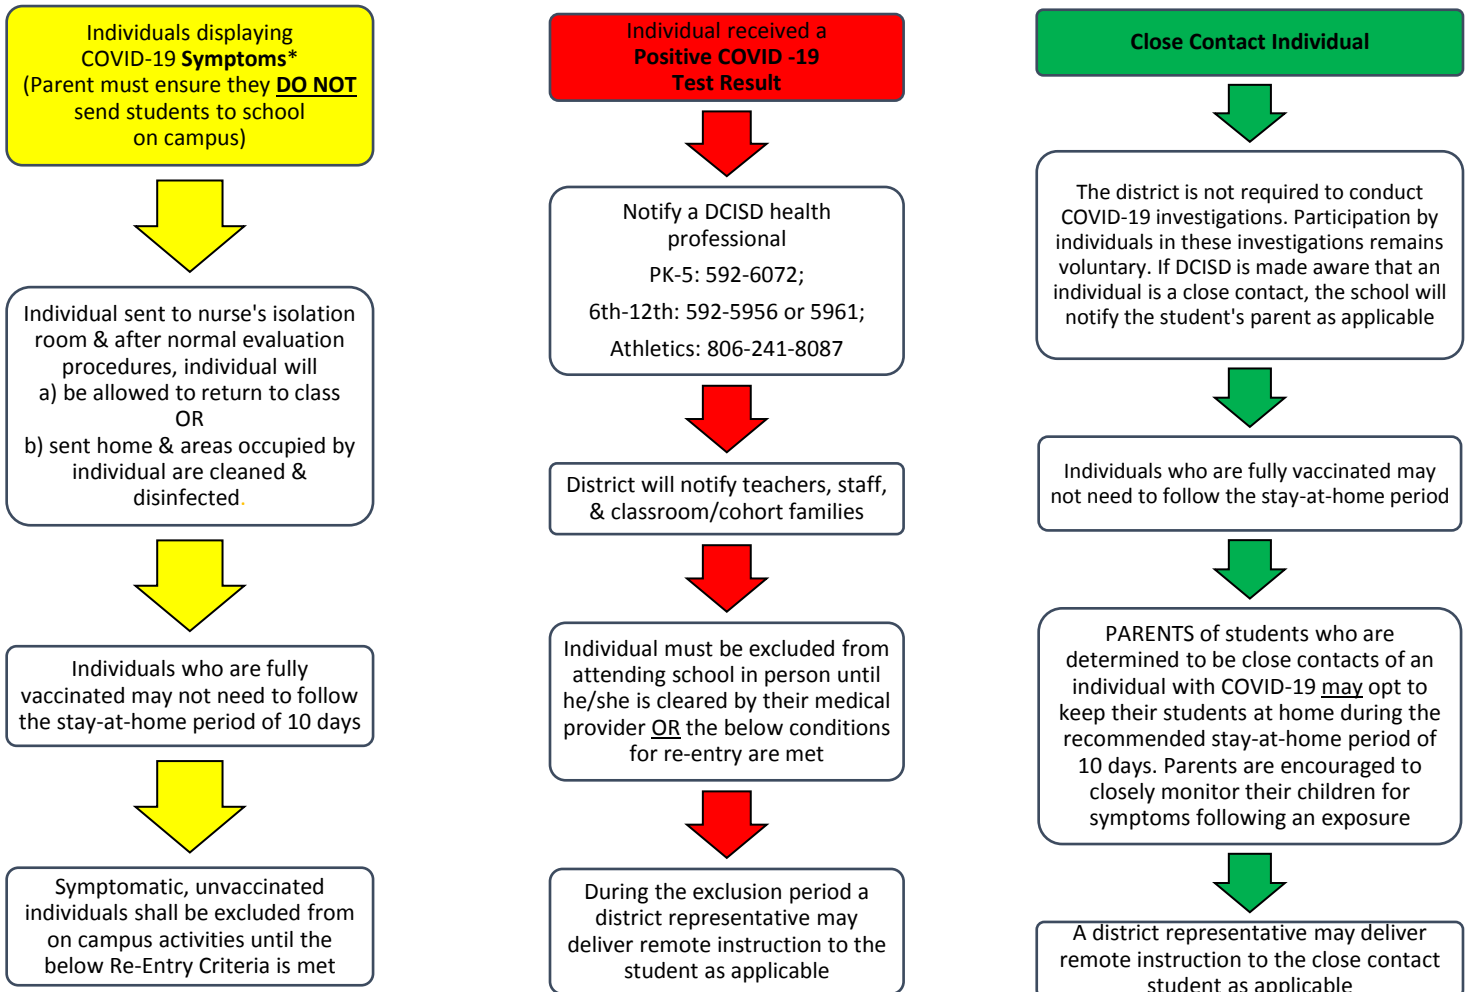 Individuals displaying
COVID-19 Symptoms*
(Parent must ensure they DO NOT
send students to school
on campus)
Individual sent to nurse's isolation
room & after normal evaluation
procedures, individual will
a) be allowed to return to class
OR
b) sent home & areas occupied by
individual are cleaned &
disinfected.
Individuals who are fully
vaccinated may not need to follow
the stay-at-home period of 10 days
Symptomatic, unvaccinated
individuals shall be excluded from
on campus activities until the
below Re-Entry Criteria is met
Individual received a
Positive COVID -19
Test Result
Notify a DCISD health
professional
PK-5: 592-6072;
6th-12th: 592-5956 or 5961;
Athletics: 806-241-8087
District will notify teachers, staff,
& classroom/cohort families
Individual must be excluded from
attending school in person until
he/she is cleared by their medical
provider OR the below conditions
for re-entry are met
During the exclusion period a
district representative may
deliver remote instruction to the
student as applicable
Close Contact Individual
The district is not required to conduct
COVID-19 investigations. Participation by
individuals in these investigations remains
voluntary. If DCISD is made aware that an
individual is a close contact, the school will
notify the student's parent as applicable
Individuals who are fully vaccinated may
not need to follow the stay-at-home period
PARENTS of students who are
determined to be close contacts of an
individual with COVID-19 may opt to
keep their students at home during the
recommended stay-at-home period of
10 days. Parents are encouraged to
closely monitor their children for
symptoms following an exposure
A district representative may deliver
remote instruction to the close contact
student as applicable